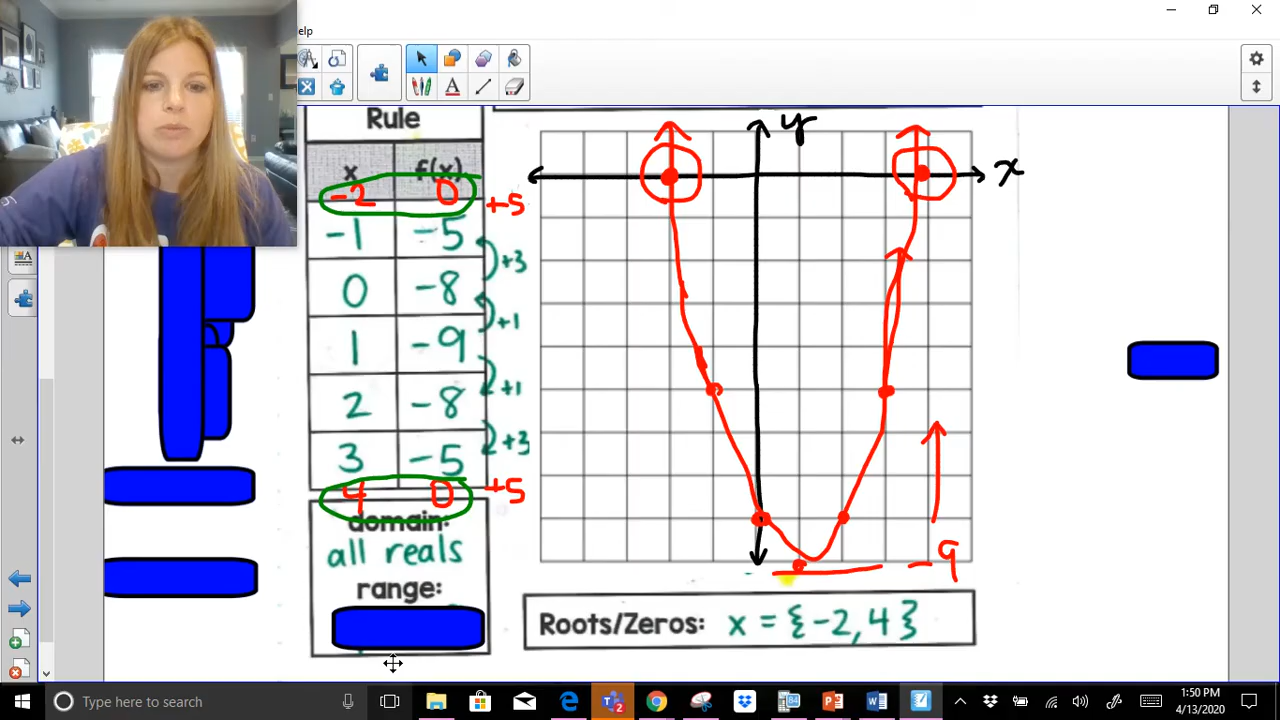 elp
Rule
x f(x)
-2 0 +5
-1 -5
+3
0 -8
+1
1 -9
+1
2 -8
+3
3 -5
4 0 +5
domain:
all reals
range:
y
x
-9
Roots/Zeros: x = {-2, 4}
Type here to search
2
1:50 PM
4/13/2020